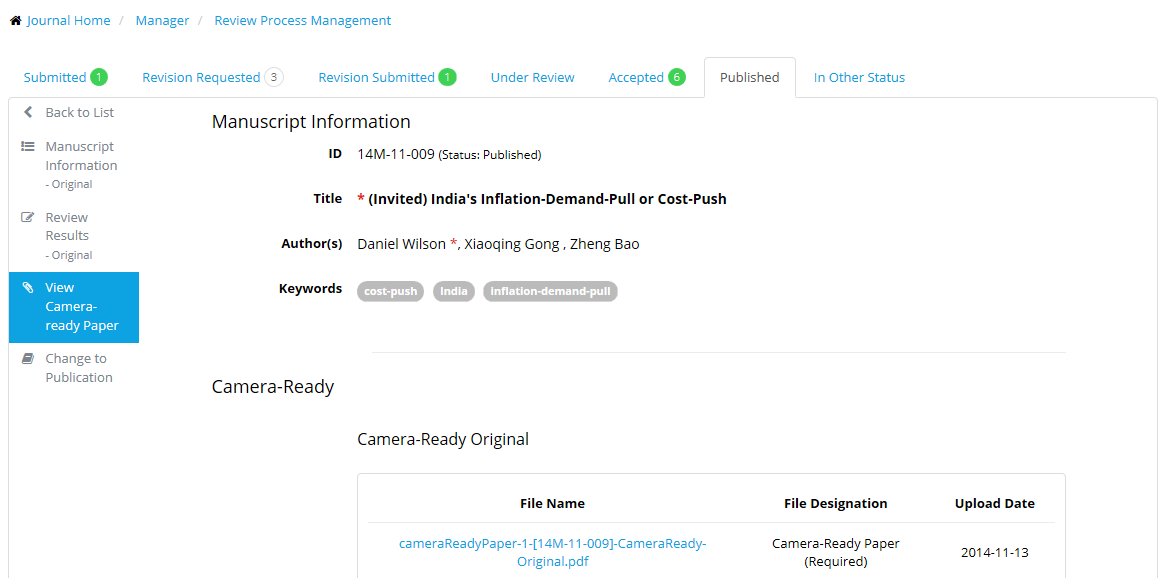 Journal Home / Manager / Review Process Management
Submitted 1 Revision Requested 3 Revision Submitted 1 Under Review Accepted 6 Published In Other Status
Back to List
Manuscript
Information
- Original
Review
Results
- Original
View
Camera-
ready Paper
Change to
Publication
Manuscript Information
ID 14M-11-009 (Status: Published)
Title * (Invited) India's Inflation-Demand-Pull or Cost-Push
Author(s) Daniel Wilson *, Xiaoqing Gong , Zheng Bao
Keywords cost-push India inflation-demand-pull
Camera-Ready
Camera-Ready Original
File Name File Designation Upload Date
cameraReadyPaper-1-[14M-11-009]-CameraReady-
Original.pdf
Camera-Ready Paper
(Required)
2014-11-13